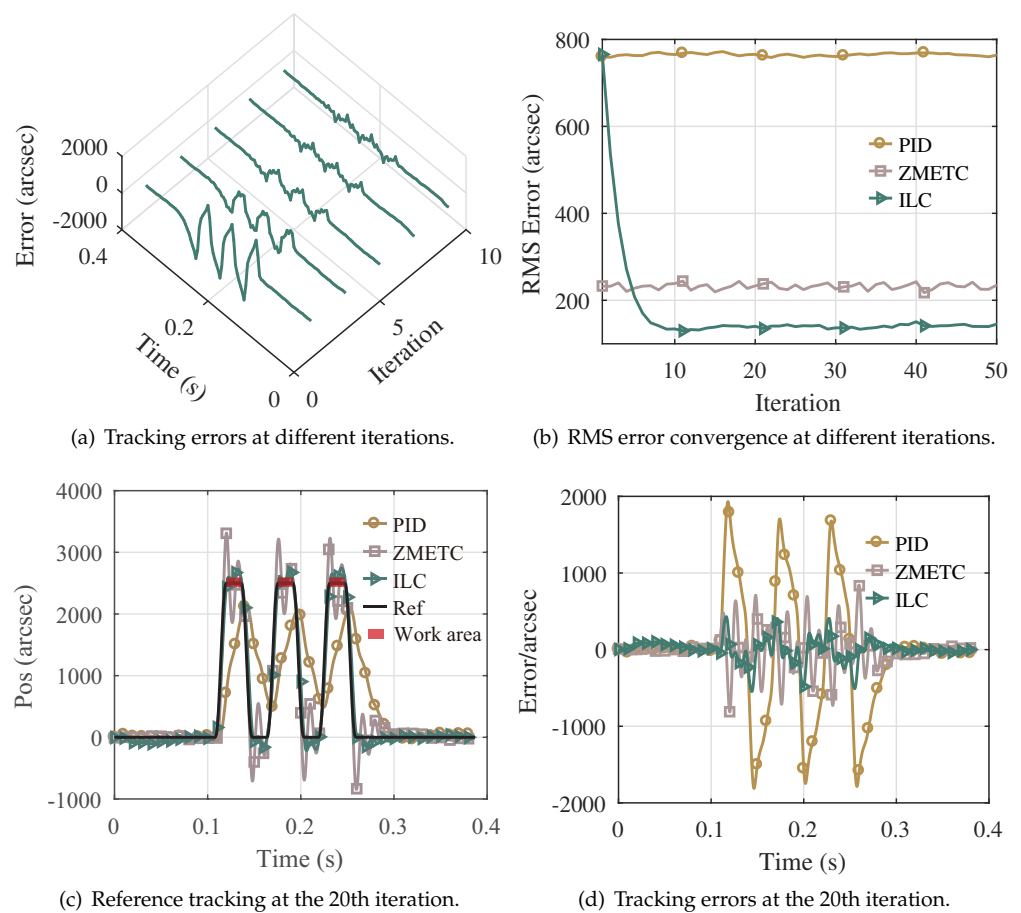 Error (arcsec)
2000
0
-2000
0.4
0.2
0
Time (s)
0
5
10
Iteration
(a) Tracking errors at different iterations.
800
600
400
200
RMS Error (arcsec)
PID
ZMETC
ILC
10
20
30
40
50
Iteration
(b) RMS error convergence at different iterations.
4000
3000
2000
1000
0
-1000
Pos (arcsec)
PID
ZMETC
ILC
Ref
Work area
0
0.1
0.2
0.3
0.4
Time (s)
(c) Reference tracking at the 20th iteration.
2000
1000
0
-1000
-2000
Error/arcsec
PID
ZMETC
ILC
0
0.1
0.2
0.3
0.4
Time (s)
(d) Tracking errors at the 20th iteration.